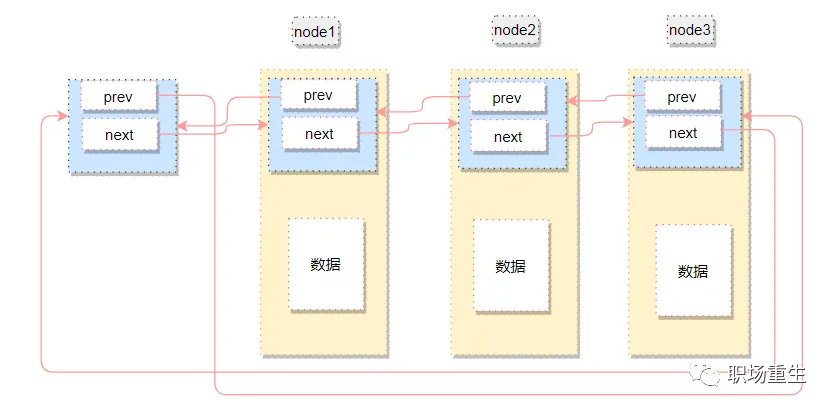 node1
node2
node3
prev
next
prev
next
prev
next
prev
next
数据
数据
数据
职场重生